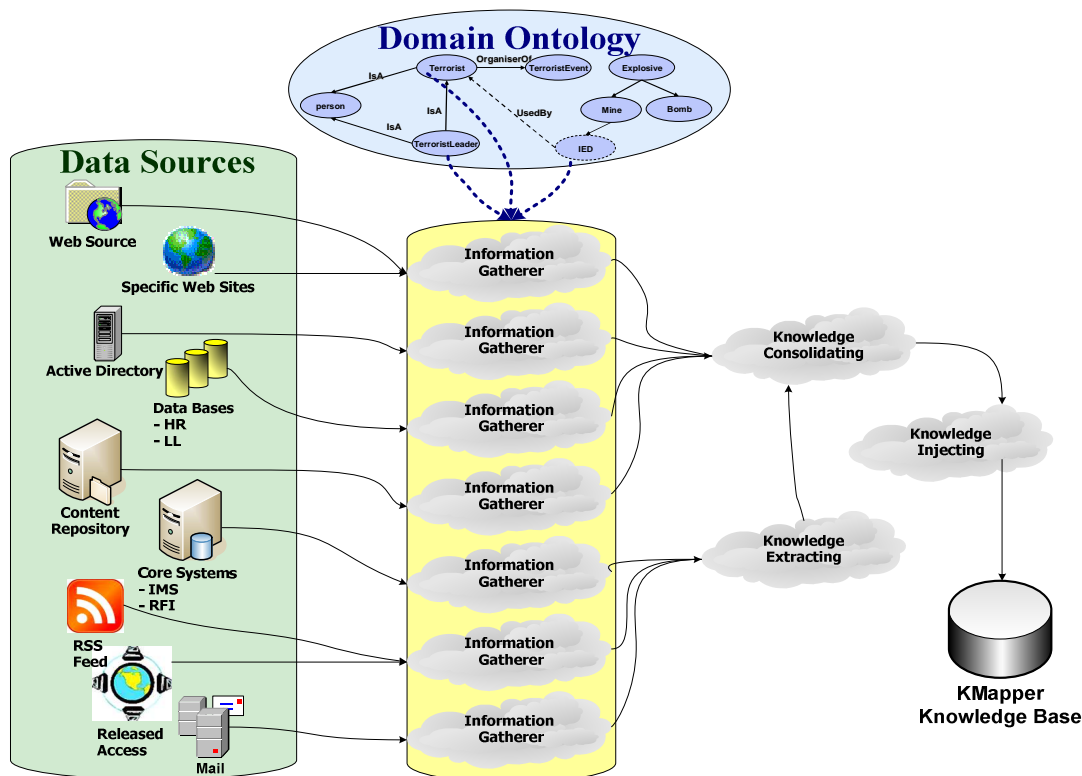 Domain Ontology
OrganiserOf
Terrorist
TerroristEvent
Explosive
IsA
person
IsA
UsedBy
Mine
Bomb
IsA
TerroristLeader
IED
Data Sources
Web Source
Specific Web Sites
Active Directory
Data Bases
- HR
- LL
Content
Repository
Core Systems
- IMS
- RFI
RSS
Feed
Released
Access
Mail
Information
Gatherer
Information
Gatherer
Information
Gatherer
Information
Gatherer
Information
Gatherer
Information
Gatherer
Information
Gatherer
Knowledge
Consolidating
Knowledge
Injecting
Knowledge
Extracting
KMapper
Knowledge Base